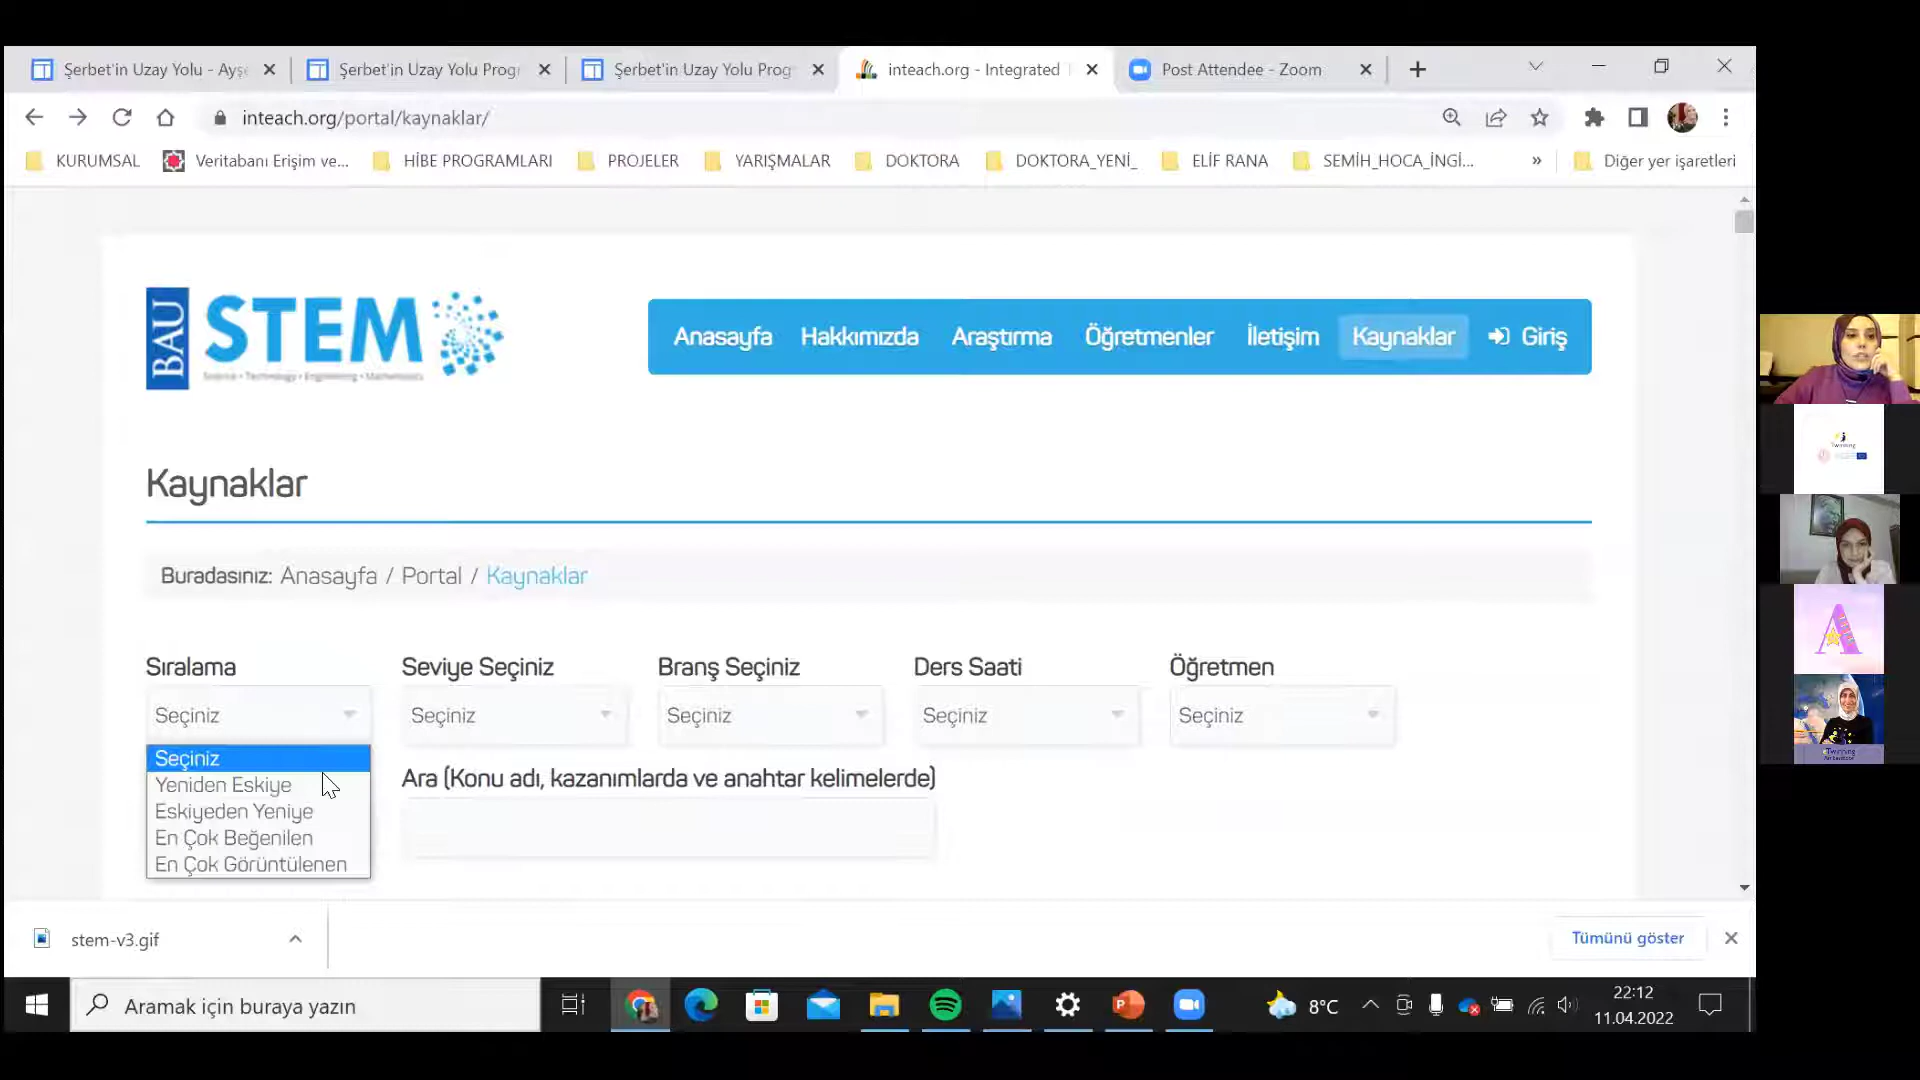 Şerbet'in Uzay Yolu - Ayşe
Şerbet'in Uzay Yolu Prog
Şerbet'in Uzay Yolu Prog
inteach.org - Integrated
Post Attendee - Zoom
inteach.org/portal/kaynaklar/
KURUMSAL
Veritabanı Erişim ve...
HİBE PROGRAMLARI
PROJELER
YARIŞMALAR
DOKTORA
DOKTORA_YENİ_
ELİF RANA
SEMİH_HOCA_İNGİ...
»
Diğer yer işaretleri
BAU STEM
Science • Technology • Engineering • Mathematics
Anasayfa
Hakkımızda
Araştırma
Öğretmenler
İletişim
Kaynaklar
Giriş
Kaynaklar
Buradasınız: Anasayfa / Portal / Kaynaklar
Sıralama
Seviye Seçiniz
Branş Seçiniz
Ders Saati
Öğretmen
Seçiniz
Seçiniz
Seçiniz
Seçiniz
Seçiniz
Seçiniz
Yeniden Eskiye
Eskiyeden Yeniye
En Çok Beğenilen
En Çok Görüntülenen
Ara (Konu adı, kazanımlarda ve anahtar kelimelerde)
stem-v3.gif
Tümünü göster
Aramak için buraya yazın
8°C
22:12
11.04.2022
A